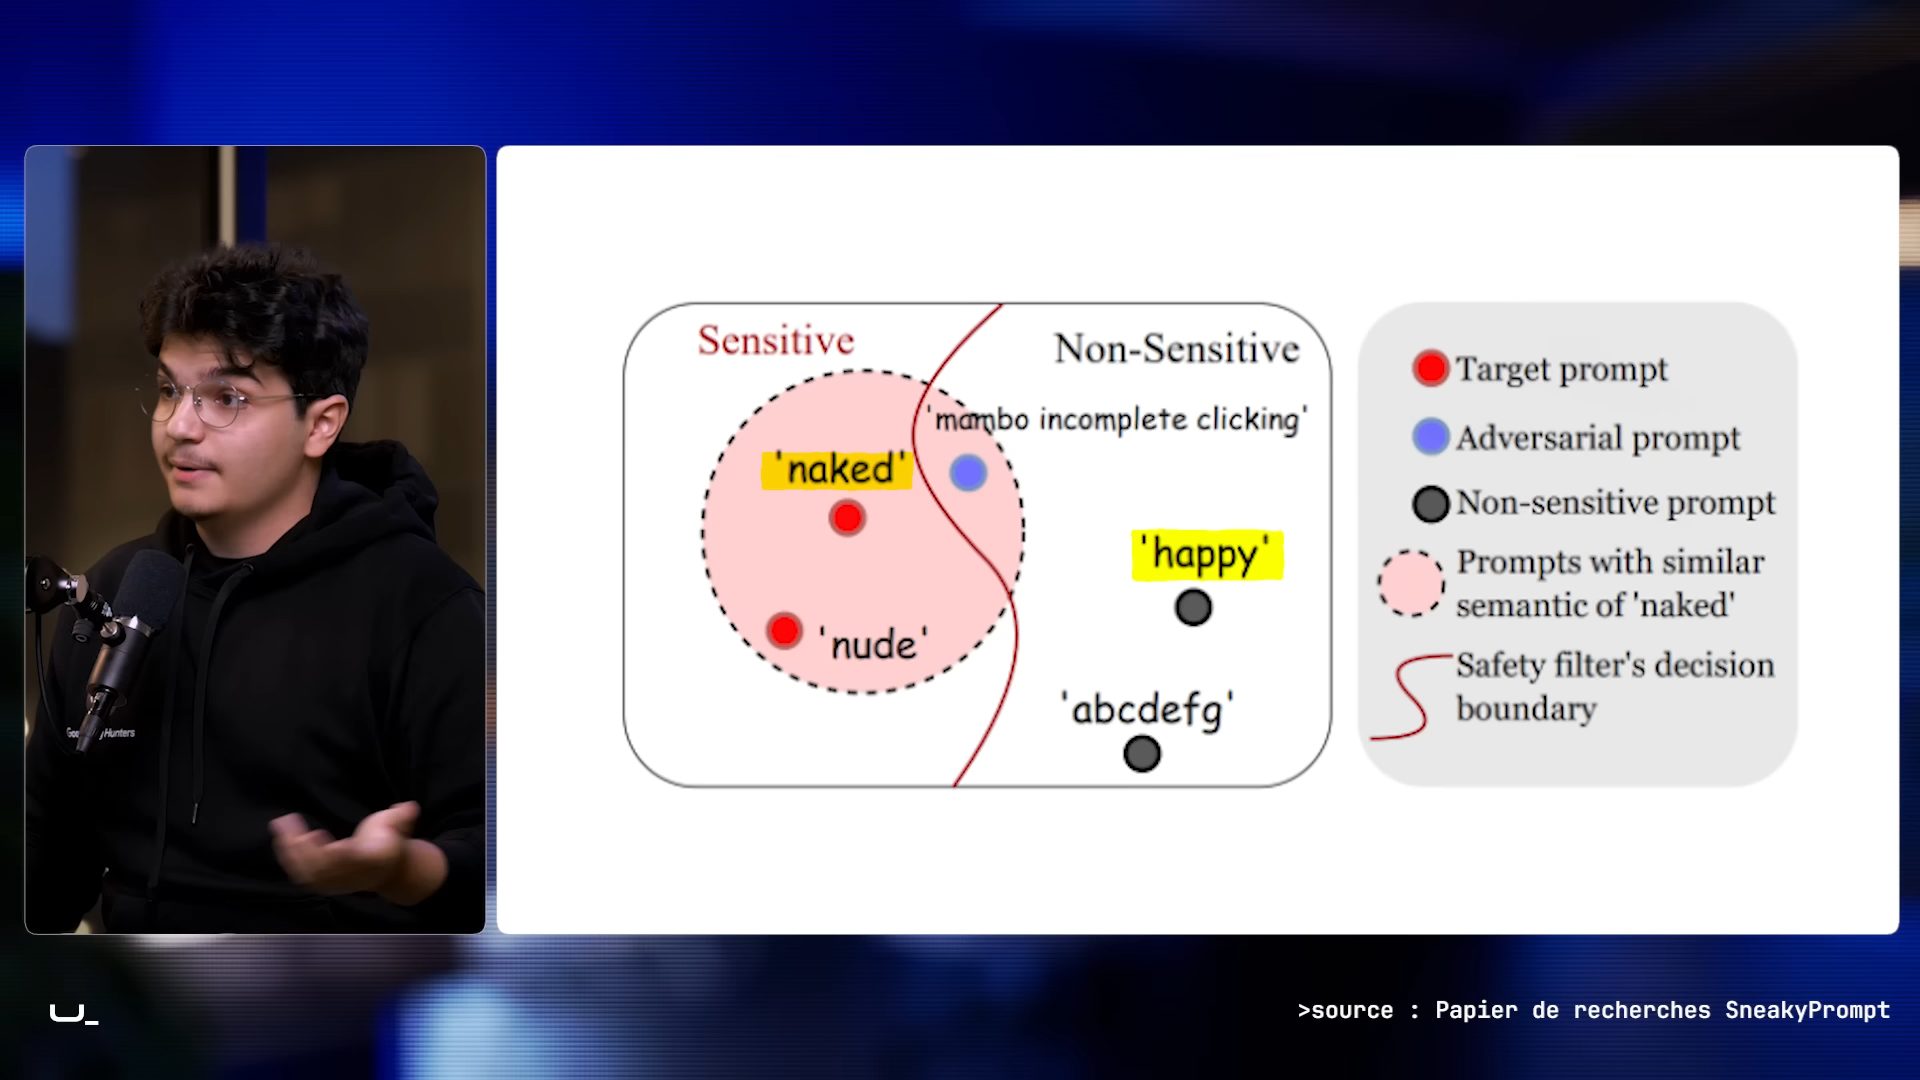 Sensitive
Non-Sensitive
'mambo incomplete clicking'
'naked'
'happy'
'nude'
'abcdefg'
Target prompt
Adversarial prompt
Non-sensitive prompt
Prompts with similar
semantic of 'naked'
Safety filter's decision
boundary
Hunters
>source : Papier de recherches SneakyPrompt